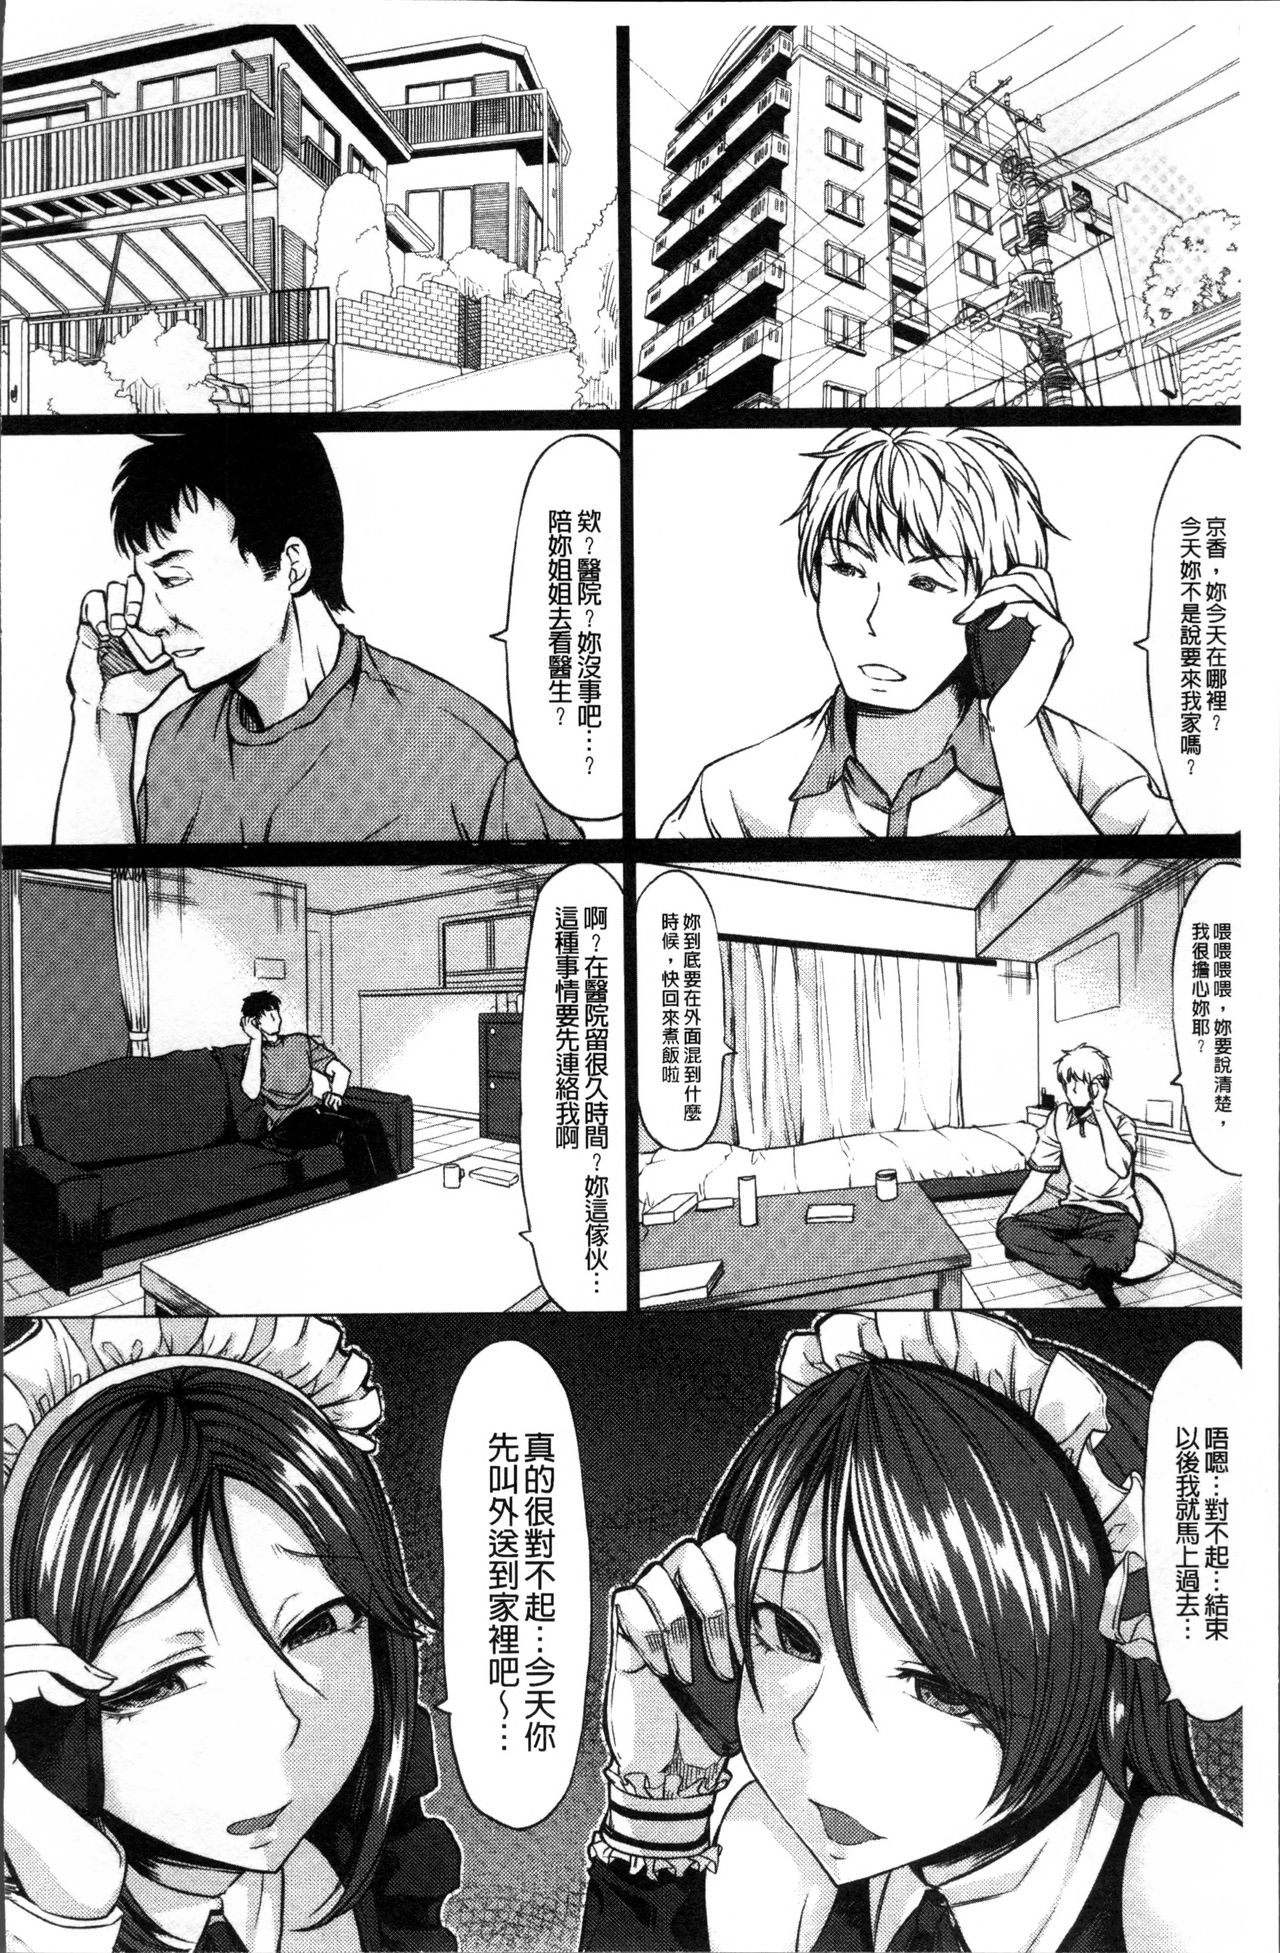 京香，妳今天在哪裡？
今天妳不是說要來我家嗎？
欸？醫院？妳沒事吧…？
陪妳姐姐去看醫生？
喂喂喂喂，妳要說清楚，
我很擔心妳耶？
妳到底要在外面混到什麼
時候，快回來煮飯啦
啊？在醫院留很久時間？妳這傢伙…
這種事情要先連絡我啊
唔嗯…對不起…結束
以後我就馬上過去…
真的很對不起…今天你
先叫外送到家裡吧～…